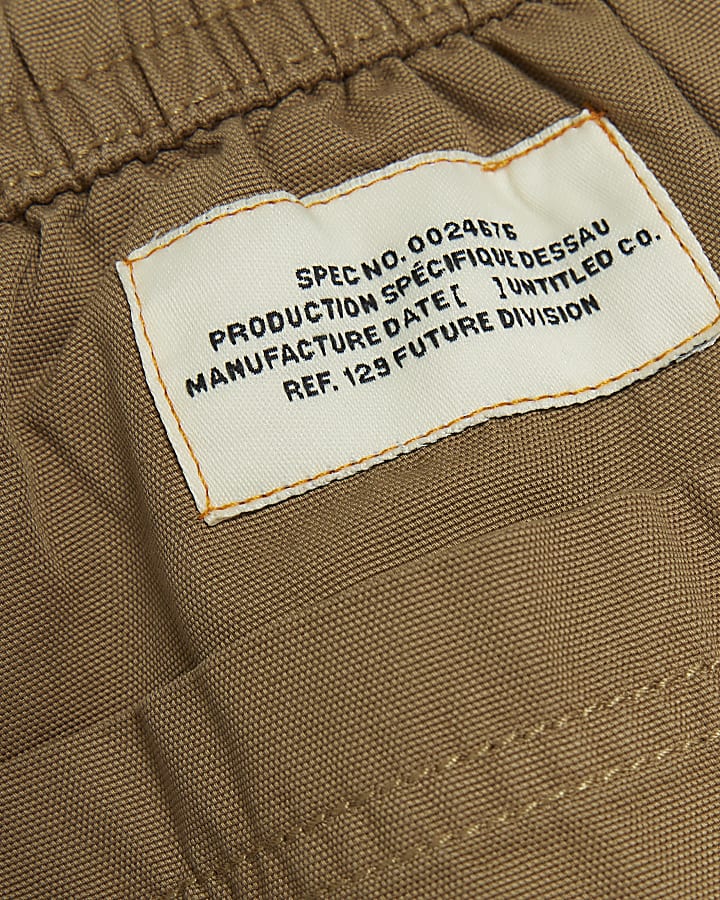 SPEC NO. 0024676
PRODUCTION SPÉCIFIQUE DESSAU
MANUFACTURE DATE [ ] UNTITLED CO.
REF. 129 FUTURE DIVISION